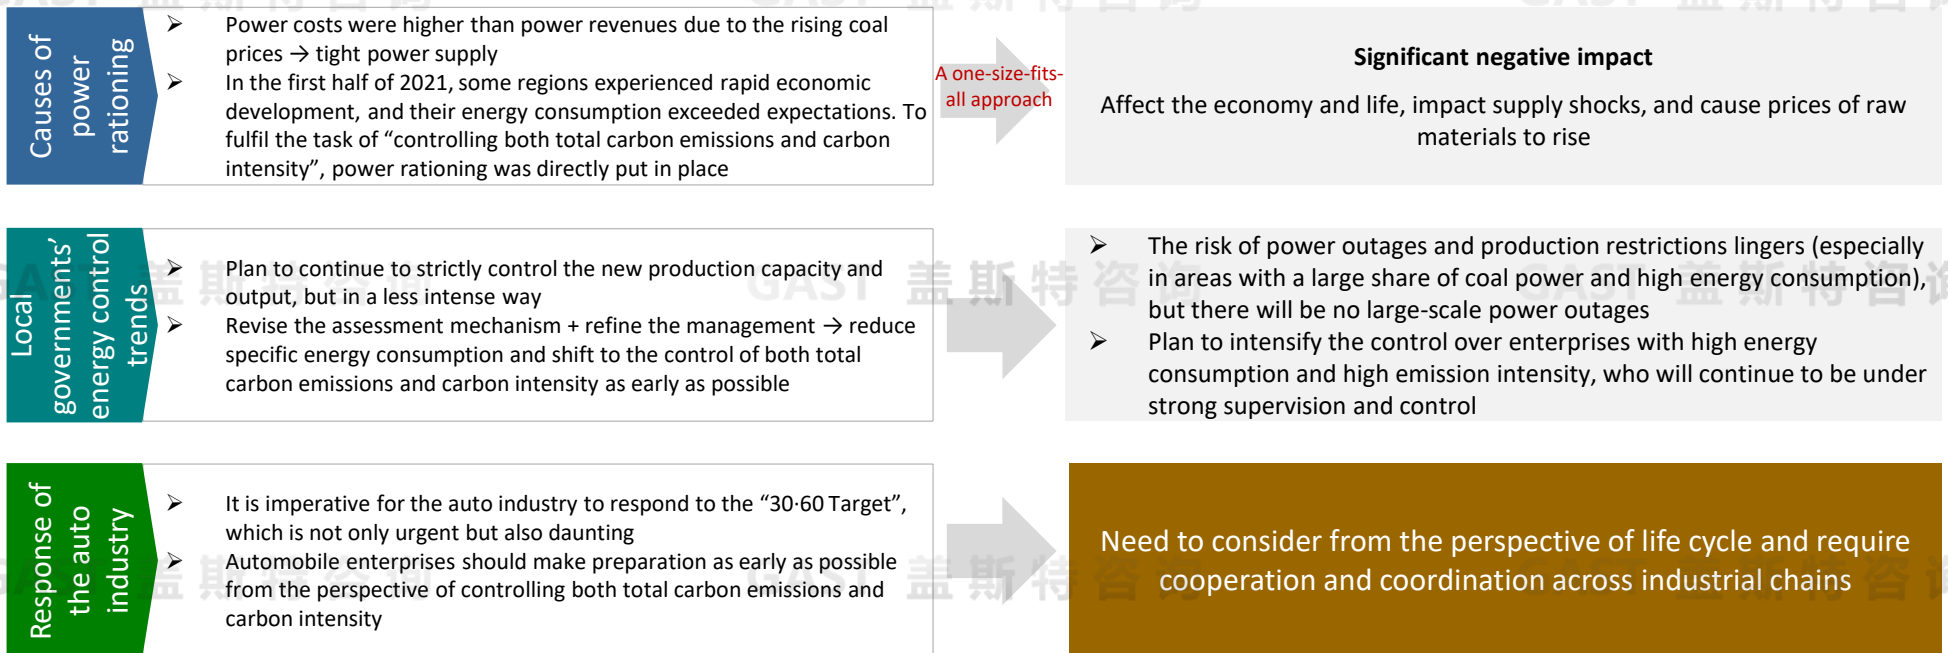 Causes of
power
rationing
➢ Power costs were higher than power revenues due to the rising coal
prices → tight power supply
➢ In the first half of 2021, some regions experienced rapid economic
development, and their energy consumption exceeded expectations. To
fulfil the task of “controlling both total carbon emissions and carbon
intensity”, power rationing was directly put in place
A one-size-fits-
all approach
Significant negative impact
Affect the economy and life, impact supply shocks, and cause prices of raw
materials to rise
Local
governments’
energy control
trends
➢ Plan to continue to strictly control the new production capacity and
output, but in a less intense way
➢ Revise the assessment mechanism + refine the management → reduce
specific energy consumption and shift to the control of both total
carbon emissions and carbon intensity as early as possible
➢ The risk of power outages and production restrictions lingers (especially
in areas with a large share of coal power and high energy consumption),
but there will be no large-scale power outages
➢ Plan to intensify the control over enterprises with high energy
consumption and high emission intensity, who will continue to be under
strong supervision and control
Response of
the auto
industry
➢ It is imperative for the auto industry to respond to the “30·60 Target”,
which is not only urgent but also daunting
➢ Automobile enterprises should make preparation as early as possible
from the perspective of controlling both total carbon emissions and
carbon intensity
Need to consider from the perspective of life cycle and require
cooperation and coordination across industrial chains
GAST 盖斯特咨询